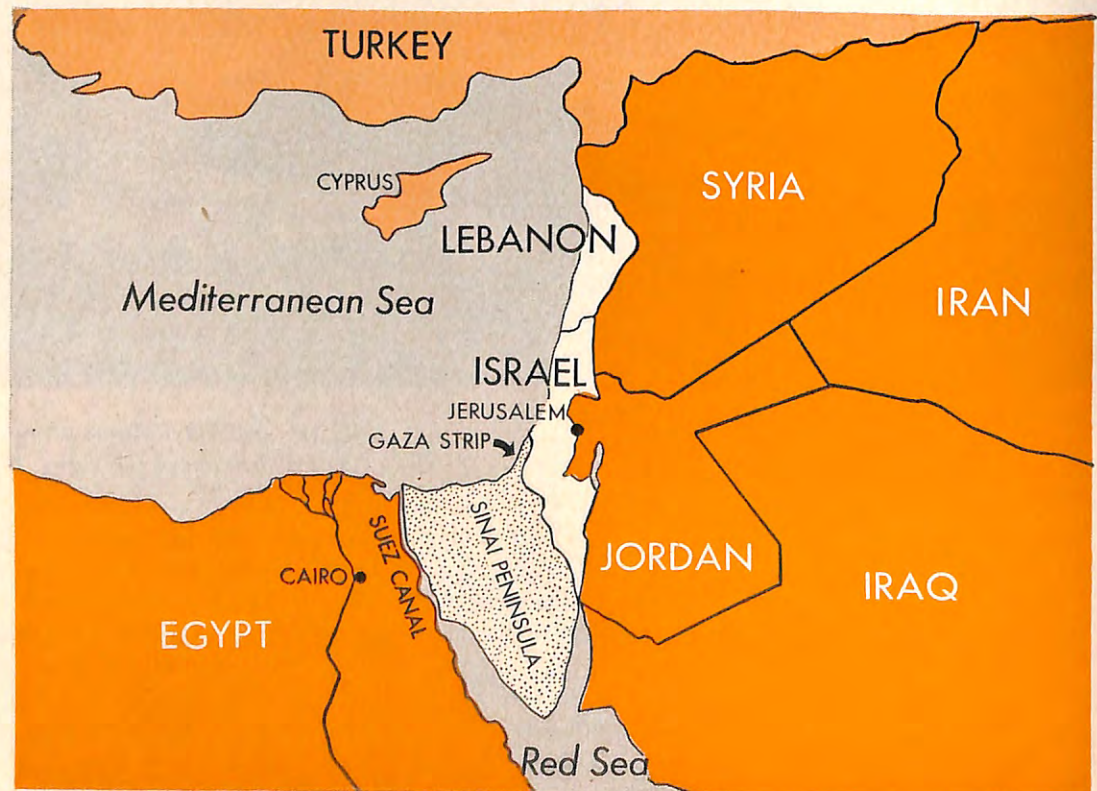 TURKEY
CYPRUS
SYRIA
LEBANON
Mediterranean Sea
IRAN
ISRAEL
JERUSALEM
GAZA STRIP
SUEZ CANAL
SINAI PENINSULA
JORDAN
CAIRO
IRAQ
EGYPT
Red Sea